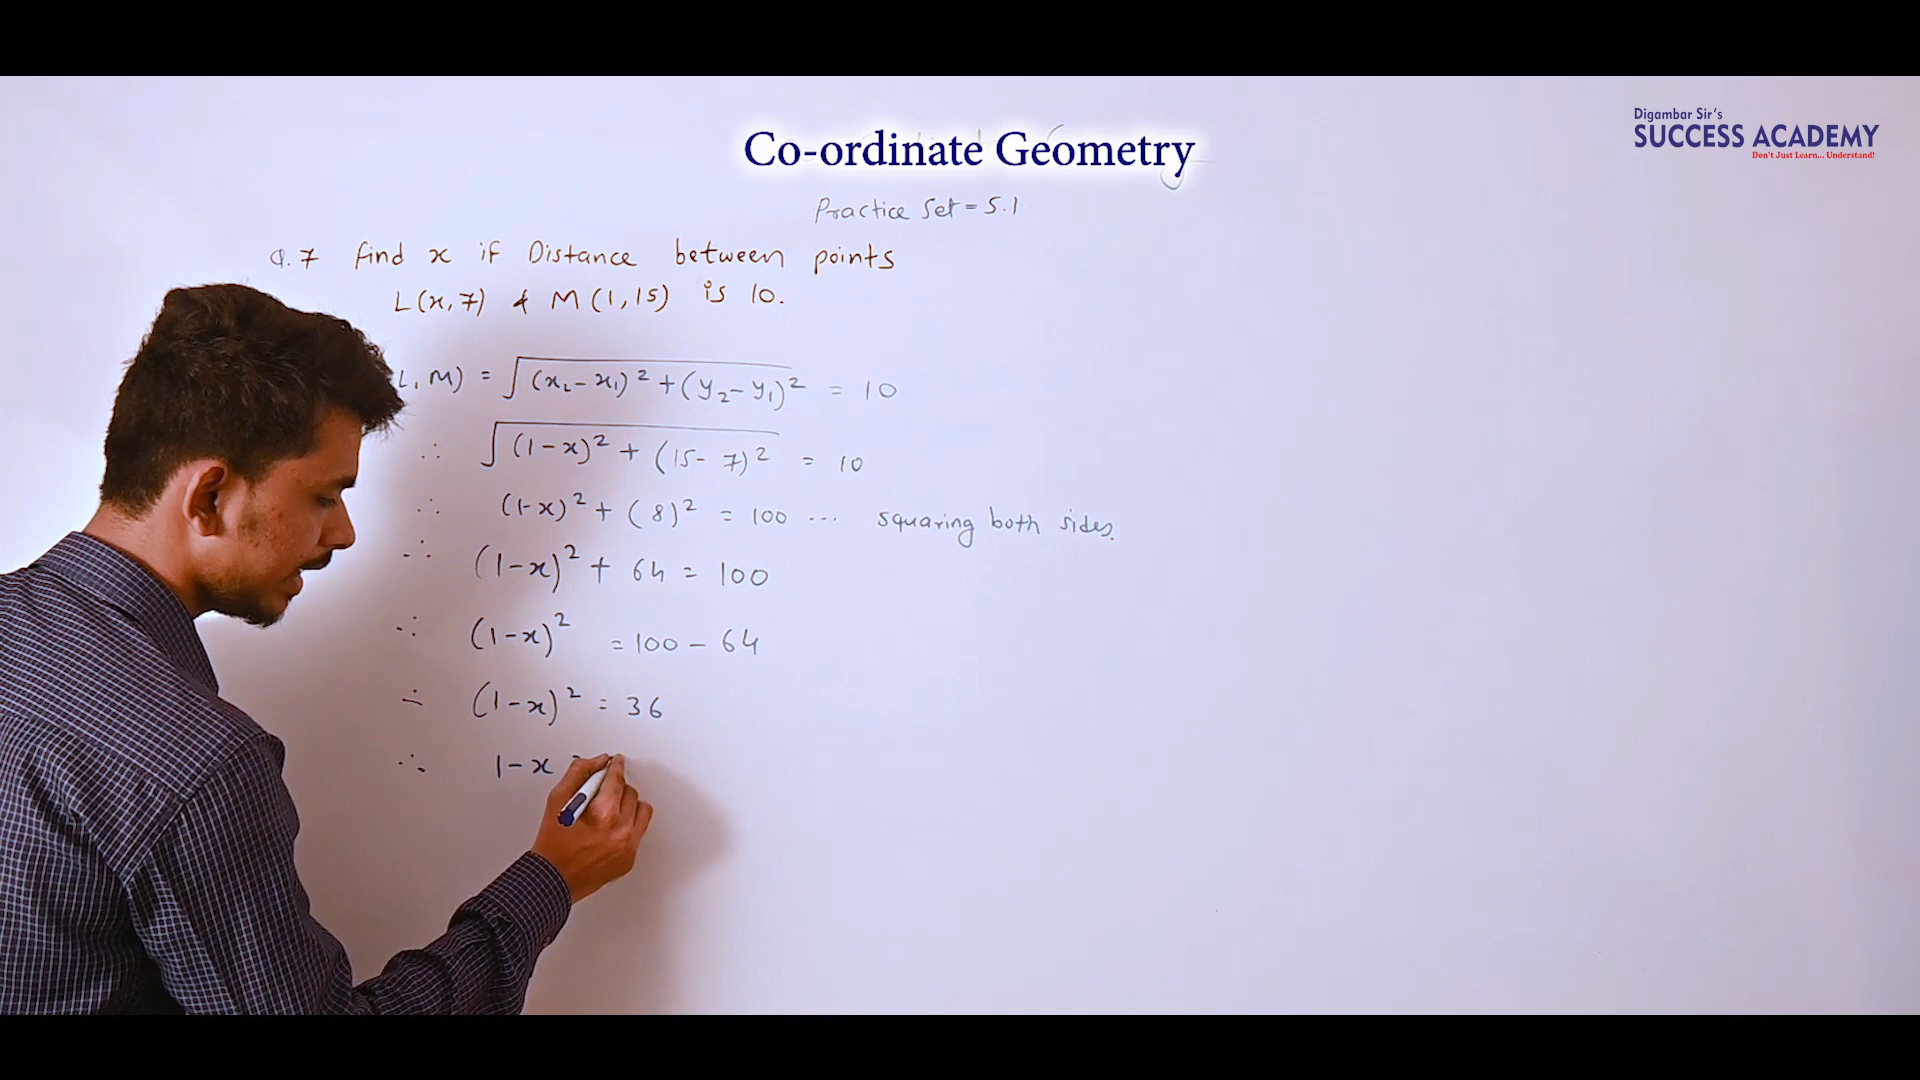 Digambar Sir's
SUCCESS ACADEMY
Don't Just Learn... Understand!
Co-ordinate Geometry
Practice Set = 5.1
Q.7 find x if Distance between points
L(x,7) & M(1,15) is 10.
L,M) = √(x₂-x₁)² + (y₂-y₁)² = 10
∴ √(1-x)² + (15-7)² = 10
∴ (1-x)² + (8)² = 100 ... squaring both sides.
∴ (1-x)² + 64 = 100
∴ (1-x)² = 100 - 64
∴ (1-x)² = 36
∴ 1-x